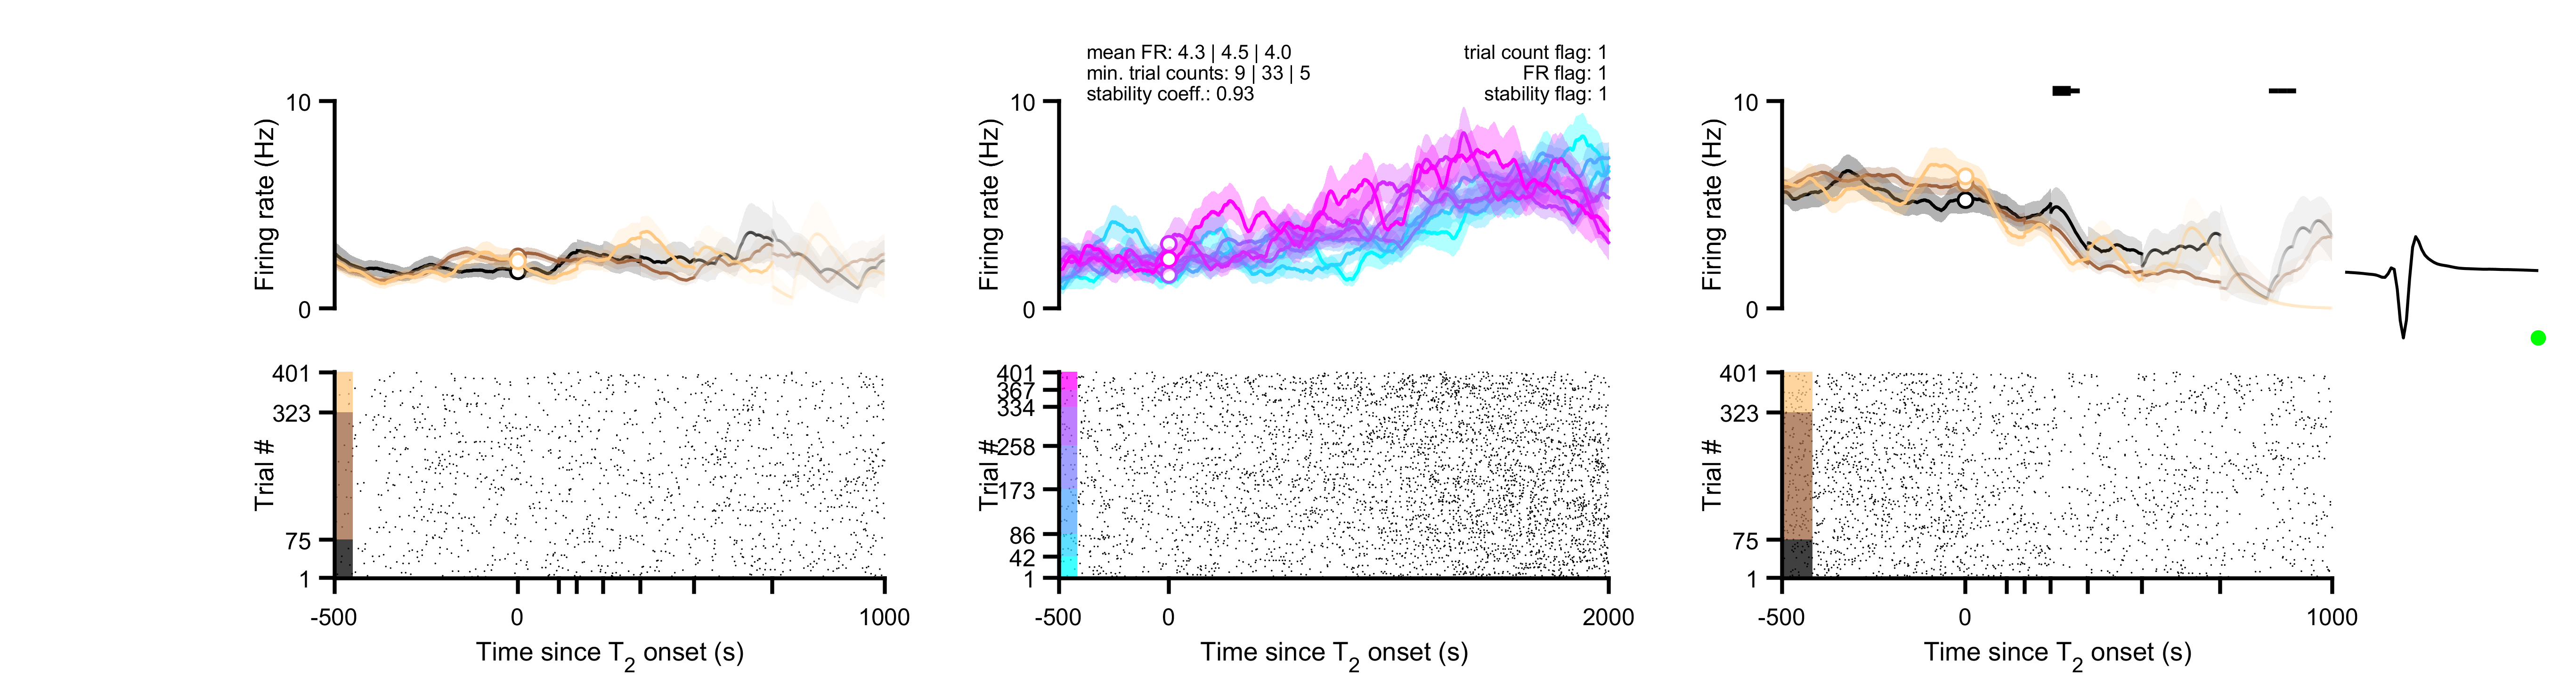 mean FR: 4.3 | 4.5 | 4.0
min. trial counts: 9 | 33 | 5
stability coeff.: 0.93
trial count flag: 1
FR flag: 1
stability flag: 1
10
Firing rate (Hz)
0
10
Firing rate (Hz)
0
10
Firing rate (Hz)
0
401
323
Trial #
75
1
-500
0
1000
Time since T2 onset (s)
401
367
334
258
Trial #
173
86
42
1
-500
0
2000
Time since T2 onset (s)
401
323
Trial #
75
1
-500
0
1000
Time since T2 onset (s)